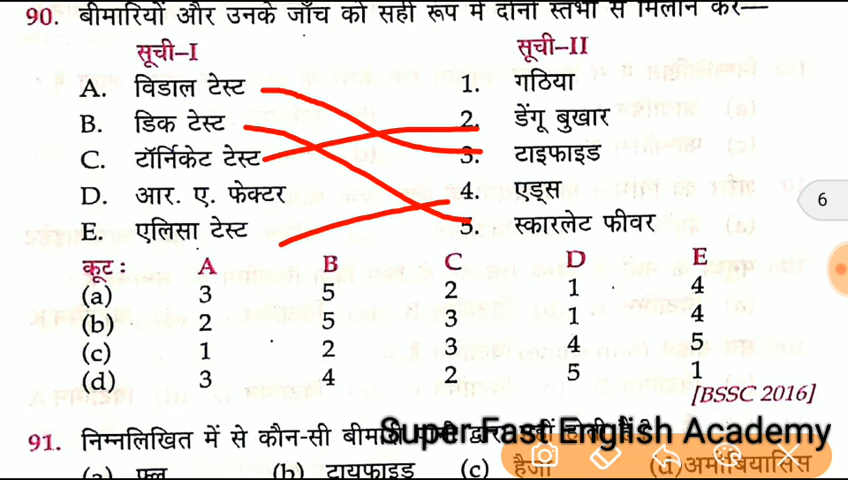 90. बीमारियों और उनके जाँच को सही रूप में दोनों स्तंभों से मिलान करें—
सूची–I सूची–II
A. विडाल टेस्ट 1. गठिया
B. डिक टेस्ट 2. डेंगू बुखार
C. टॉर्निकेट टेस्ट 3. टाइफाइड
D. आर. ए. फेक्टर 4. एड्स
E. एलिसा टेस्ट 5. स्कारलेट फीवर
6
कूट : A B C D E
(a) 3 5 2 1 4
(b) 2 5 3 1 4
(c) 1 2 3 4 5
(d) 3 4 2 5 1
[BSSC 2016]
91. निम्नलिखित में से कौन-सी बीमारी द्वारा नहीं होती है?
Super Fast English Academy
(a) फ्लू (b) टायफाइड (c) हैजा (d) अमीबियासिस